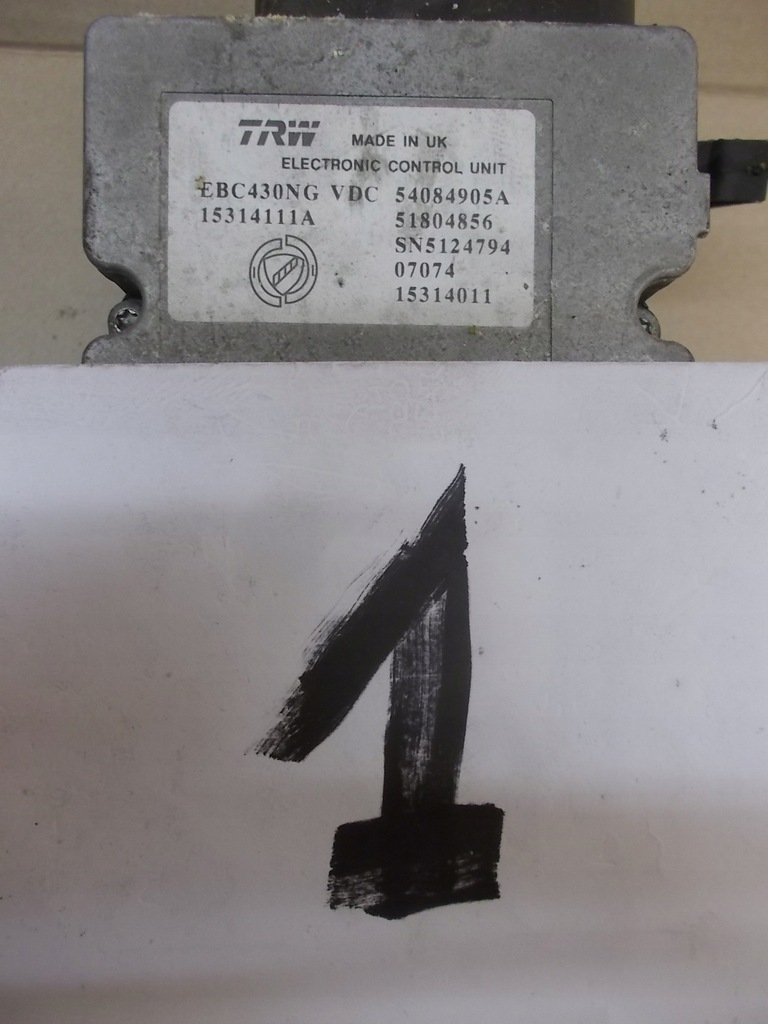 TRW MADE IN UK
ELECTRONIC CONTROL UNIT
EBC430NG VDC 54084905A
15314111A 51804856
SN5124794
07074
15314011
1